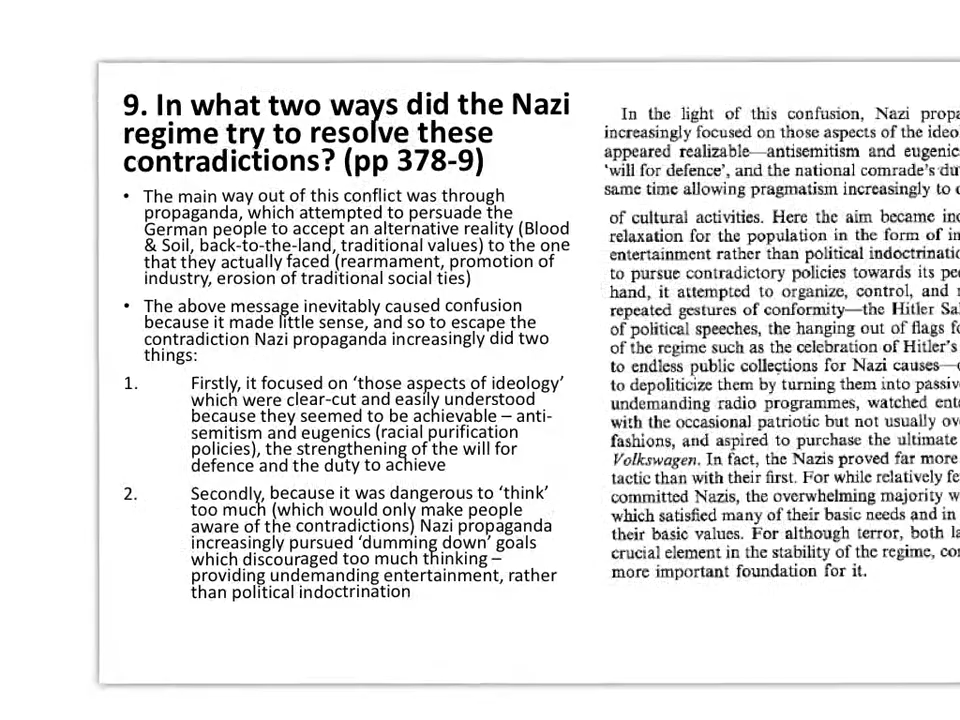 9. In what two ways did the Nazi
regime try to resolve these
contradictions? (pp 378-9)
• The main way out of this conflict was through
propaganda, which attempted to persuade the
German people to accept an alternative reality (Blood
& Soil, back-to-the-land, traditional values) to the one
that they actually faced (rearmament, promotion of
industry, erosion of traditional social ties)
• The above message inevitably caused confusion
because it made little sense, and so to escape the
contradiction Nazi propaganda increasingly did two
things:
1. Firstly, it focused on ‘those aspects of ideology’
which were clear-cut and easily understood
because they seemed to be achievable – anti-
semitism and eugenics (racial purification
policies), the strengthening of the will for
defence and the duty to achieve
2. Secondly, because it was dangerous to ‘think’
too much (which would only make people
aware of the contradictions) Nazi propaganda
increasingly pursued ‘dumming down’ goals
which discouraged too much thinking –
providing undemanding entertainment, rather
than political indoctrination
In the light of this confusion, Nazi propa
increasingly focused on those aspects of the ideo
appeared realizable—antisemitism and eugenic
‘will for defence’, and the national comrade's du
same time allowing pragmatism increasingly to
of cultural activities. Here the aim became inc
relaxation for the population in the form of in
entertainment rather than political indoctrinatio
to pursue contradictory policies towards its pe
hand, it attempted to organize, control, and
repeated gestures of conformity—the Hitler Sal
of political speeches, the hanging out of flags fo
of the regime such as the celebration of Hitler's
to endless public collections for Nazi causes—
to depoliticize them by turning them into passiv
undemanding radio programmes, watched ente
with the occasional patriotic but not usually ov
fashions, and aspired to purchase the ultimate
Volkswagen. In fact, the Nazis proved far more
tactic than with their first. For while relatively fe
committed Nazis, the overwhelming majority w
which satisfied many of their basic needs and in
their basic values. For although terror, both la
crucial element in the stability of the regime, co
more important foundation for it.